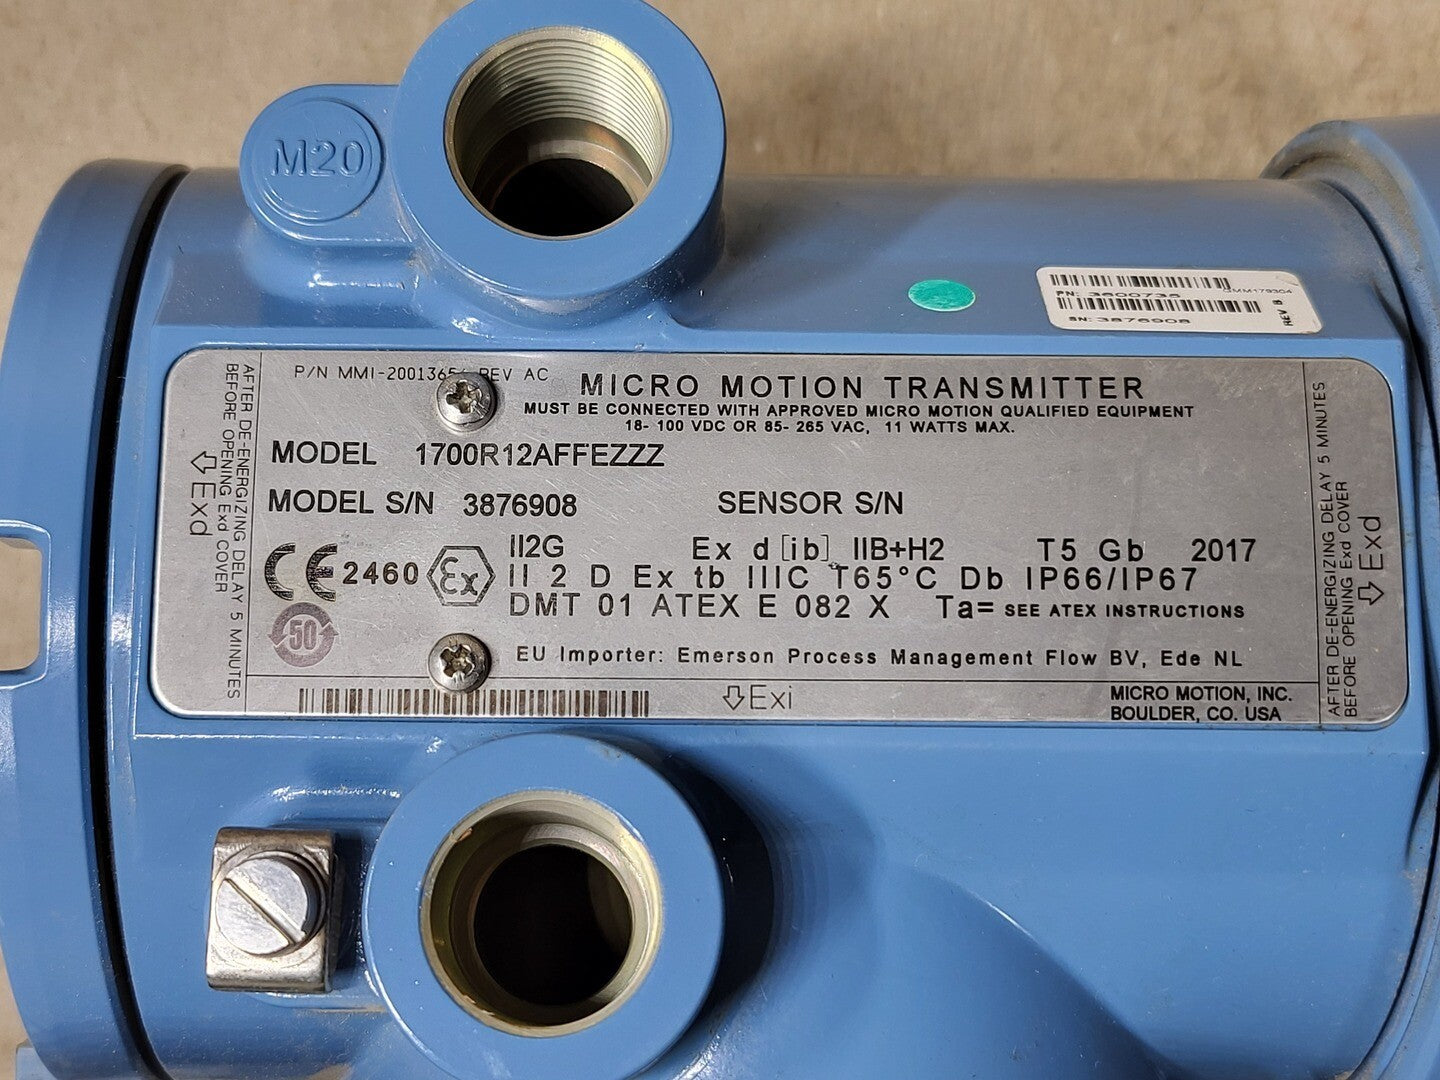 M20
GMM179304
PN: 3600735
SN: 3876908
REV B
P/N MMI-2001365 REV AC
MICRO MOTION TRANSMITTER
MUST BE CONNECTED WITH APPROVED MICRO MOTION QUALIFIED EQUIPMENT
18- 100 VDC OR 85- 265 VAC, 11 WATTS MAX.
MODEL 1700R12AFFEZZZ
MODEL S/N 3876908 SENSOR S/N
CE 2460 Ex II2G Ex d [ib] IIB+H2 T5 Gb 2017
II 2 D Ex tb IIIC T65°C Db IP66/IP67
DMT 01 ATEX E 082 X Ta= SEE ATEX INSTRUCTIONS
50
EU Importer: Emerson Process Management Flow BV, Ede NL
Exi
MICRO MOTION, INC.
BOULDER, CO. USA
AFTER DE-ENERGIZING DELAY 5 MINUTES
BEFORE OPENING Exd COVER
Exd
AFTER DE-ENERGIZING DELAY 5 MINUTES
BEFORE OPENING Exd COVER
Exd